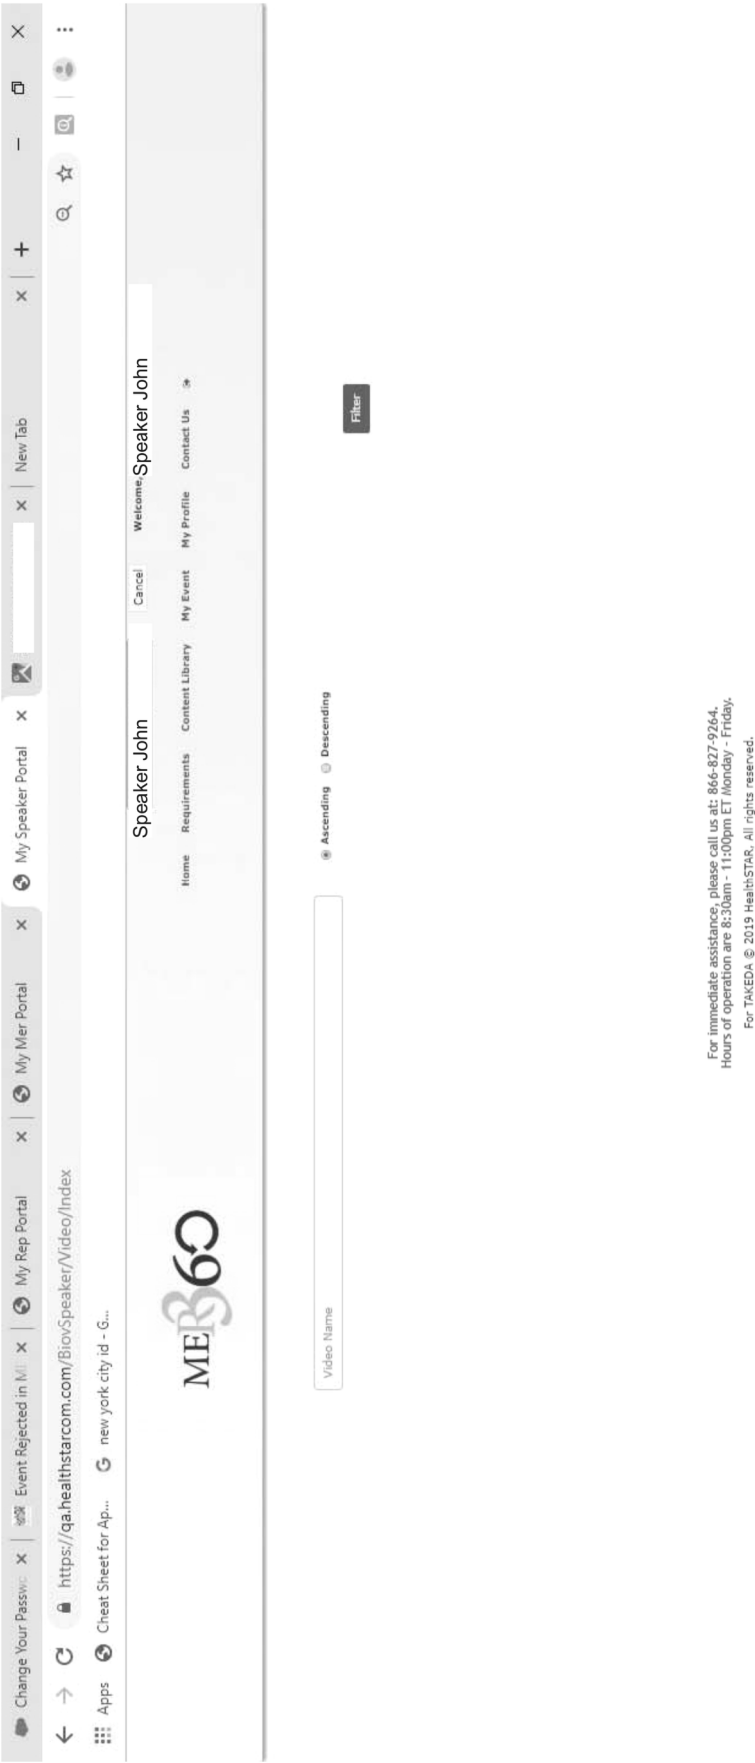 Change Your Passwo
Event Rejected in MI
My Rep Portal
My Mer Portal
My Speaker Portal
New Tab
https://qa.healthstarcom.com/BiovSpeaker/Video/Index
Apps
Cheat Sheet for Ap...
G new york city id - G...
Speaker John
Cancel
Welcome, Speaker John
MER360
Home
Requirements
Content Library
My Event
My Profile
Contact Us
Video Name
Ascending
Descending
Filter
For immediate assistance, please call us at: 866-827-9264.
Hours of operation are 8:30am - 11:00pm ET Monday - Friday.
For TAKEDA © 2019 HealthSTAR. All rights reserved.